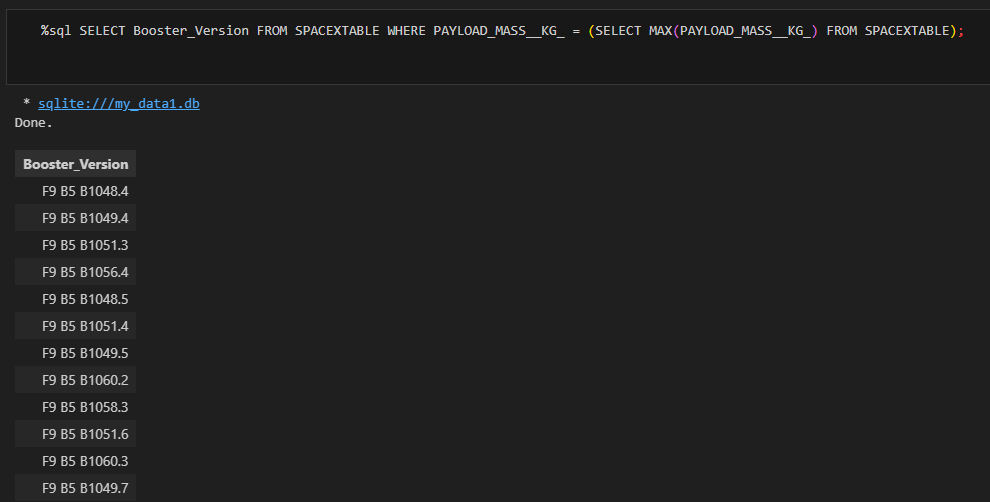 %sql SELECT Booster_Version FROM SPACEXTABLE WHERE PAYLOAD_MASS__KG_ = (SELECT MAX(PAYLOAD_MASS__KG_) FROM SPACEXTABLE);
* sqlite:///my_data1.db
Done.
Booster_Version
F9 B5 B1048.4
F9 B5 B1049.4
F9 B5 B1051.3
F9 B5 B1056.4
F9 B5 B1048.5
F9 B5 B1051.4
F9 B5 B1049.5
F9 B5 B1060.2
F9 B5 B1058.3
F9 B5 B1051.6
F9 B5 B1060.3
F9 B5 B1049.7